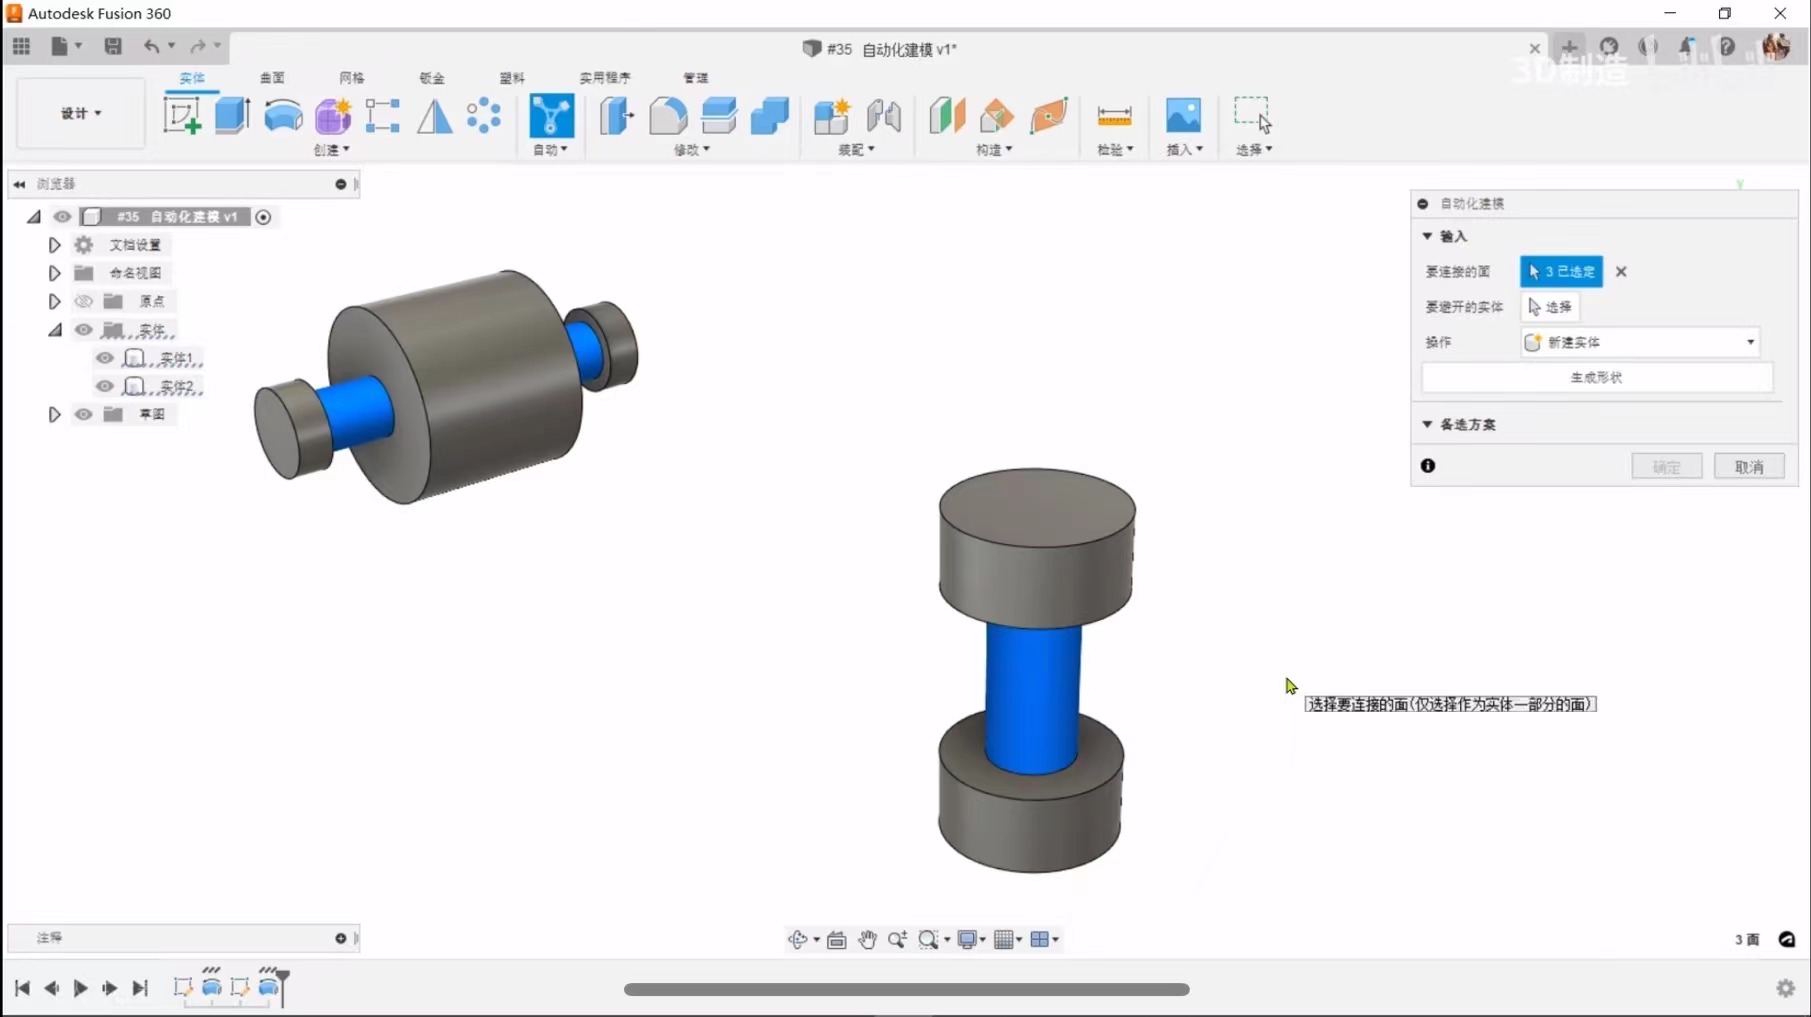 Autodesk Fusion 360
#35 自动化建模 v1*
3D制造
实体 曲面 网格 钣金 塑料 实用程序 管理
设计
创建 自动 修改 装配 构造 检验 插入 选择
浏览器
#35 自动化建模 v1
文档设置
命名视图
原点
实体
实体1
实体2
草图
自动化建模
输入
要连接的面 3 已选定
要避开的实体 选择
操作 新建实体
生成形状
备选方案
确定 取消
选择要连接的面(仅选择作为实体一部分的面)
注释
3 面